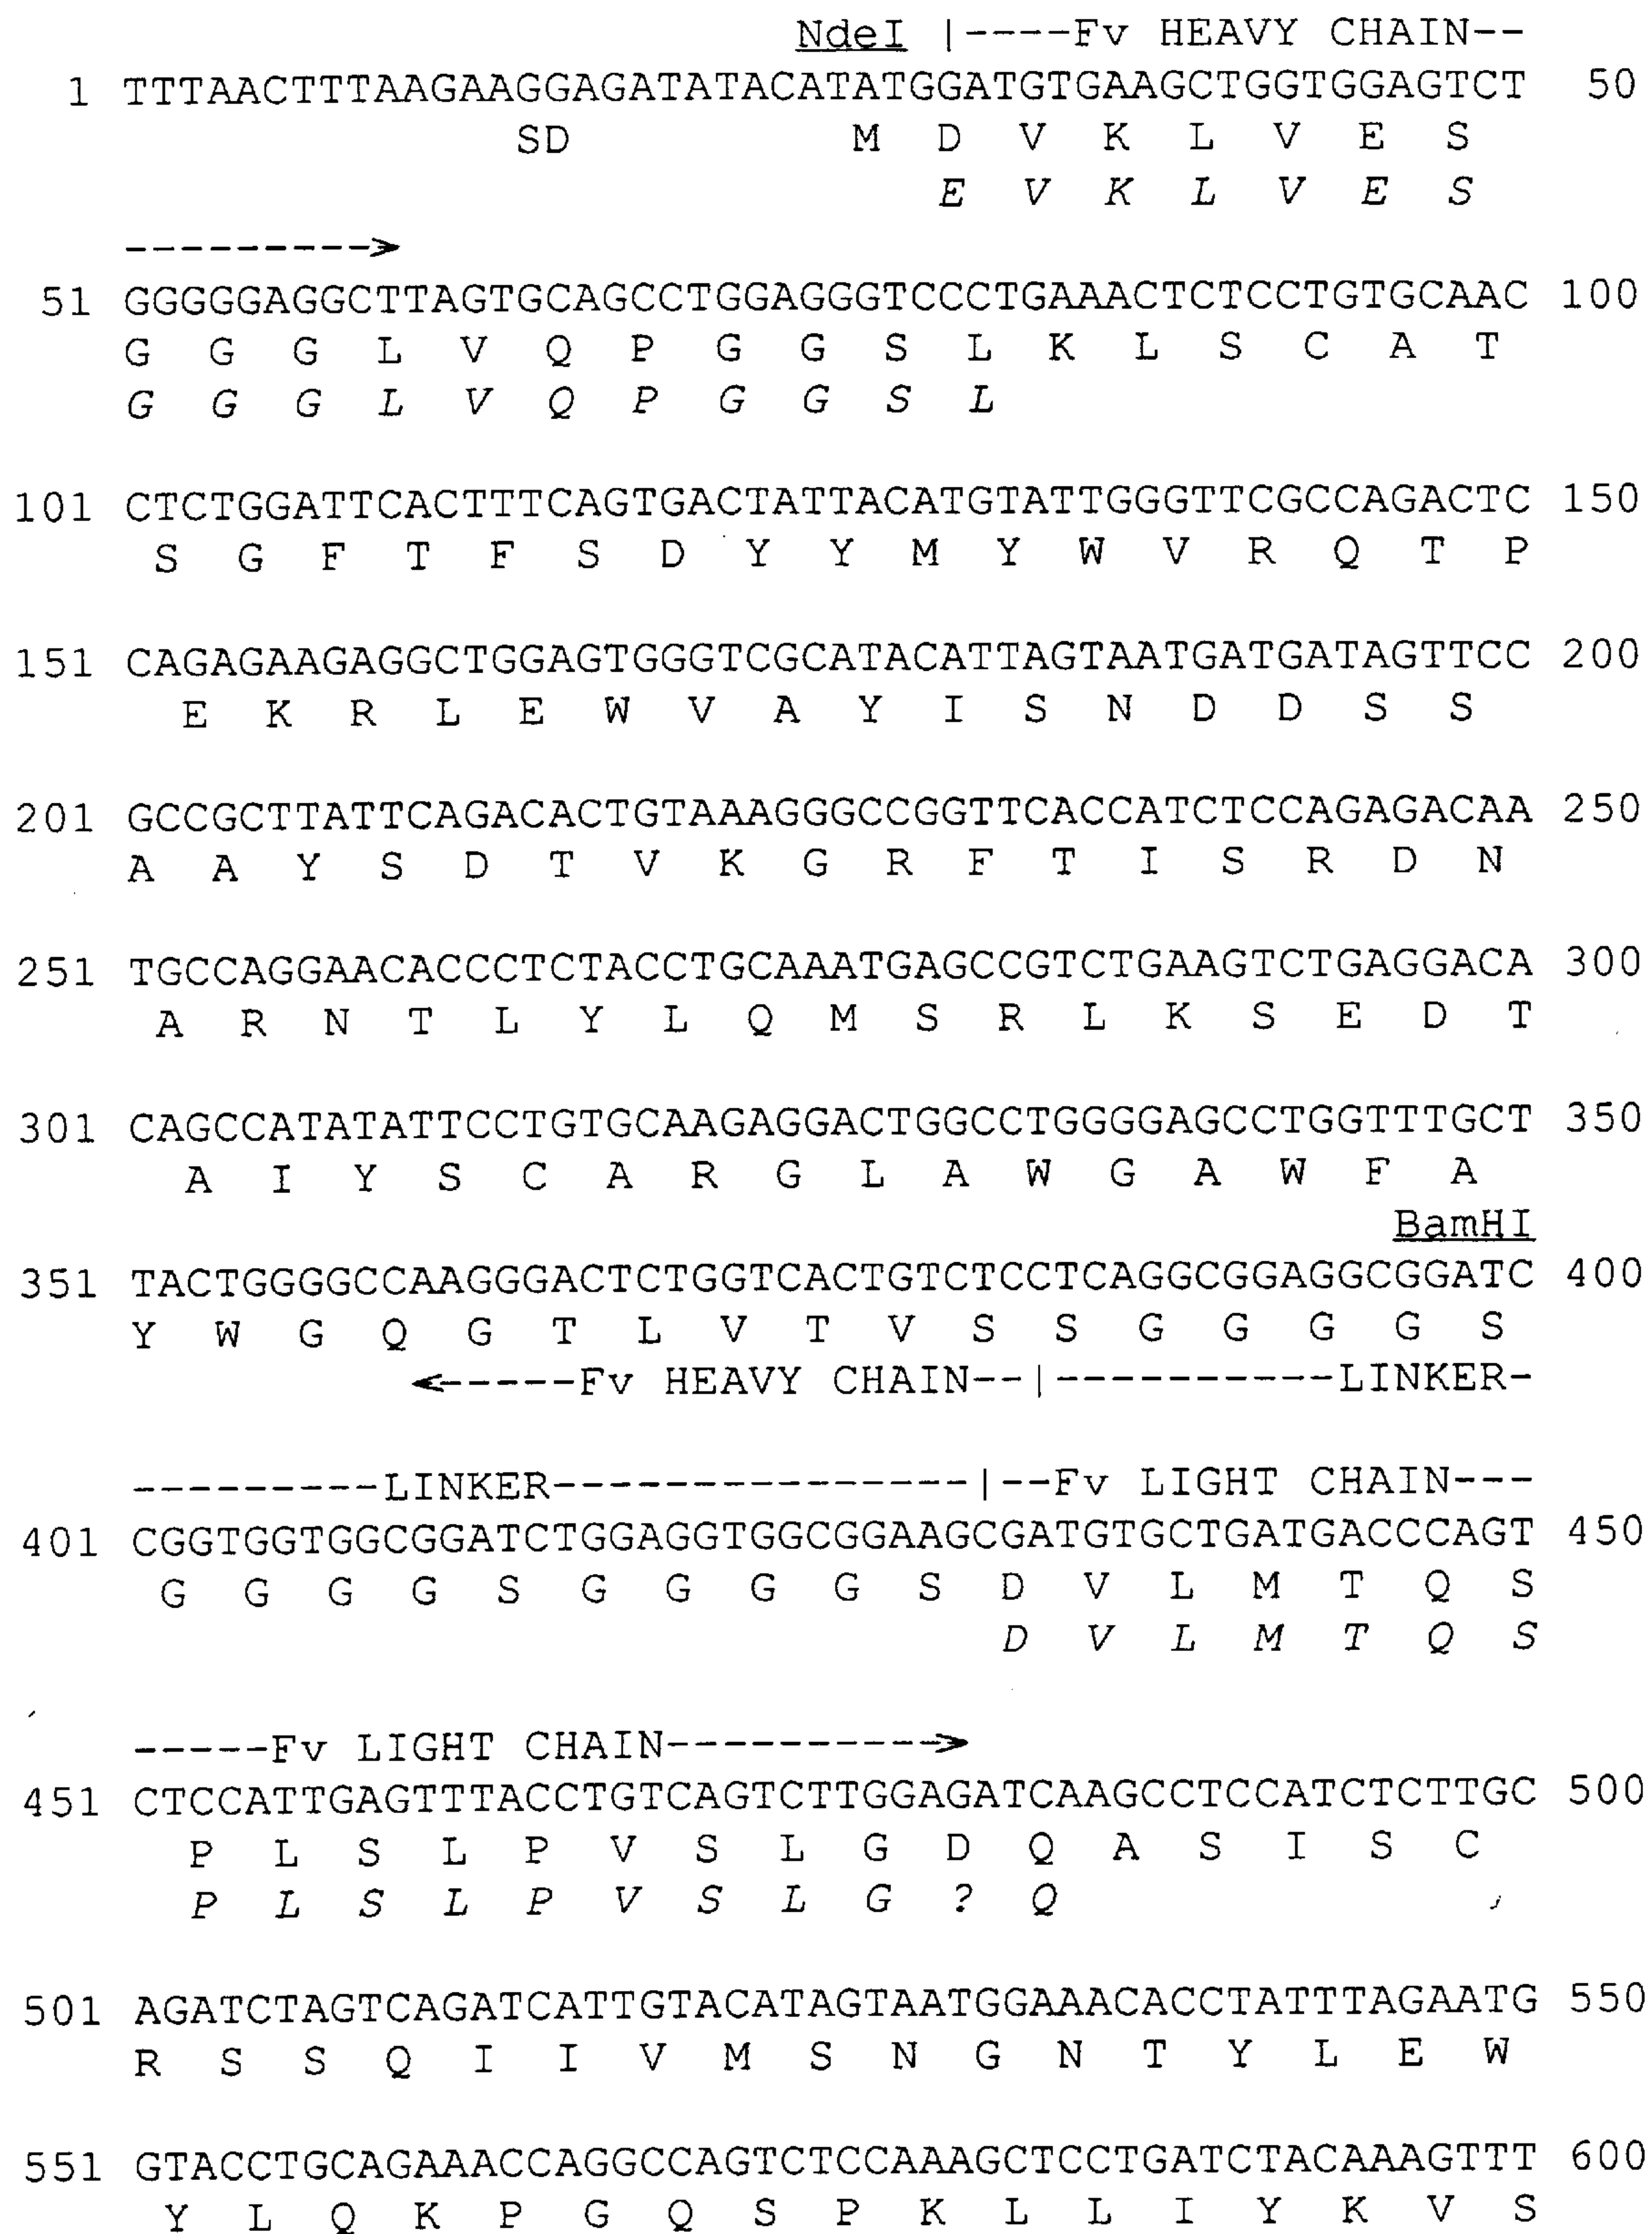 NdeI |----Fv HEAVY CHAIN--
1 TTTAACTTTAAGAAGGAGATATACATATGGATGTGAAGCTGGTGGAGTCT 50
SD M D V K L V E S
E V K L V E S
--------->
51 GGGGGAGGCTTAGTGCAGCCTGGAGGGTCCCTGAAACTCTCCTGTGCAAC 100
G G G L V Q P G G S L K L S C A T
G G G L V Q P G G S L
101 CTCTGGATTCACTTTCAGTGACTATTACATGTATTGGGTTCGCCAGACTC 150
S G F T F S D Y Y M Y W V R Q T P
151 CAGAGAAGAGGCTGGAGTGGGTCGCATACATTAGTAATGATGATAGTTCC 200
E K R L E W V A Y I S N D D S S
201 GCCGCTTATTCAGACACTGTAAAGGGCCGGTTCACCATCTCCAGAGACAA 250
A A Y S D T V K G R F T I S R D N
251 TGCCAGGAACACCCTCTACCTGCAAATGAGCCGTCTGAAGTCTGAGGACA 300
A R N T L Y L Q M S R L K S E D T
301 CAGCCATATATTCCTGTGCAAGAGGACTGGCCTGGGGAGCCTGGTTTGCT 350
A I Y S C A R G L A W G A W F A
BamHI
351 TACTGGGGCCAAGGGACTCTGGTCACTGTCTCCTCAGGCGGAGGCGGATC 400
Y W G Q G T L V T V S S G G G G S
<-----Fv HEAVY CHAIN--|----------LINKER-
---------LINKER---------------|--Fv LIGHT CHAIN---
401 CGGTGGTGGCGGATCTGGAGGTGGCGGAAGCGATGTGCTGATGACCCAGT 450
G G G G S G G G G S D V L M T Q S
D V L M T Q S
-----Fv LIGHT CHAIN---------->
451 CTCCATTGAGTTTACCTGTCAGTCTTGGAGATCAAGCCTCCATCTCTTGC 500
P L S L P V S L G D Q A S I S C
P L S L P V S L G ? Q
501 AGATCTAGTCAGATCATTGTACATAGTAATGGAAACACCTATTTAGAATG 550
R S S Q I I V M S N G N T Y L E W
551 GTACCTGCAGAAACCAGGCCAGTCTCCAAAGCTCCTGATCTACAAAGTTT 600
Y L Q K P G Q S P K L L I Y K V S